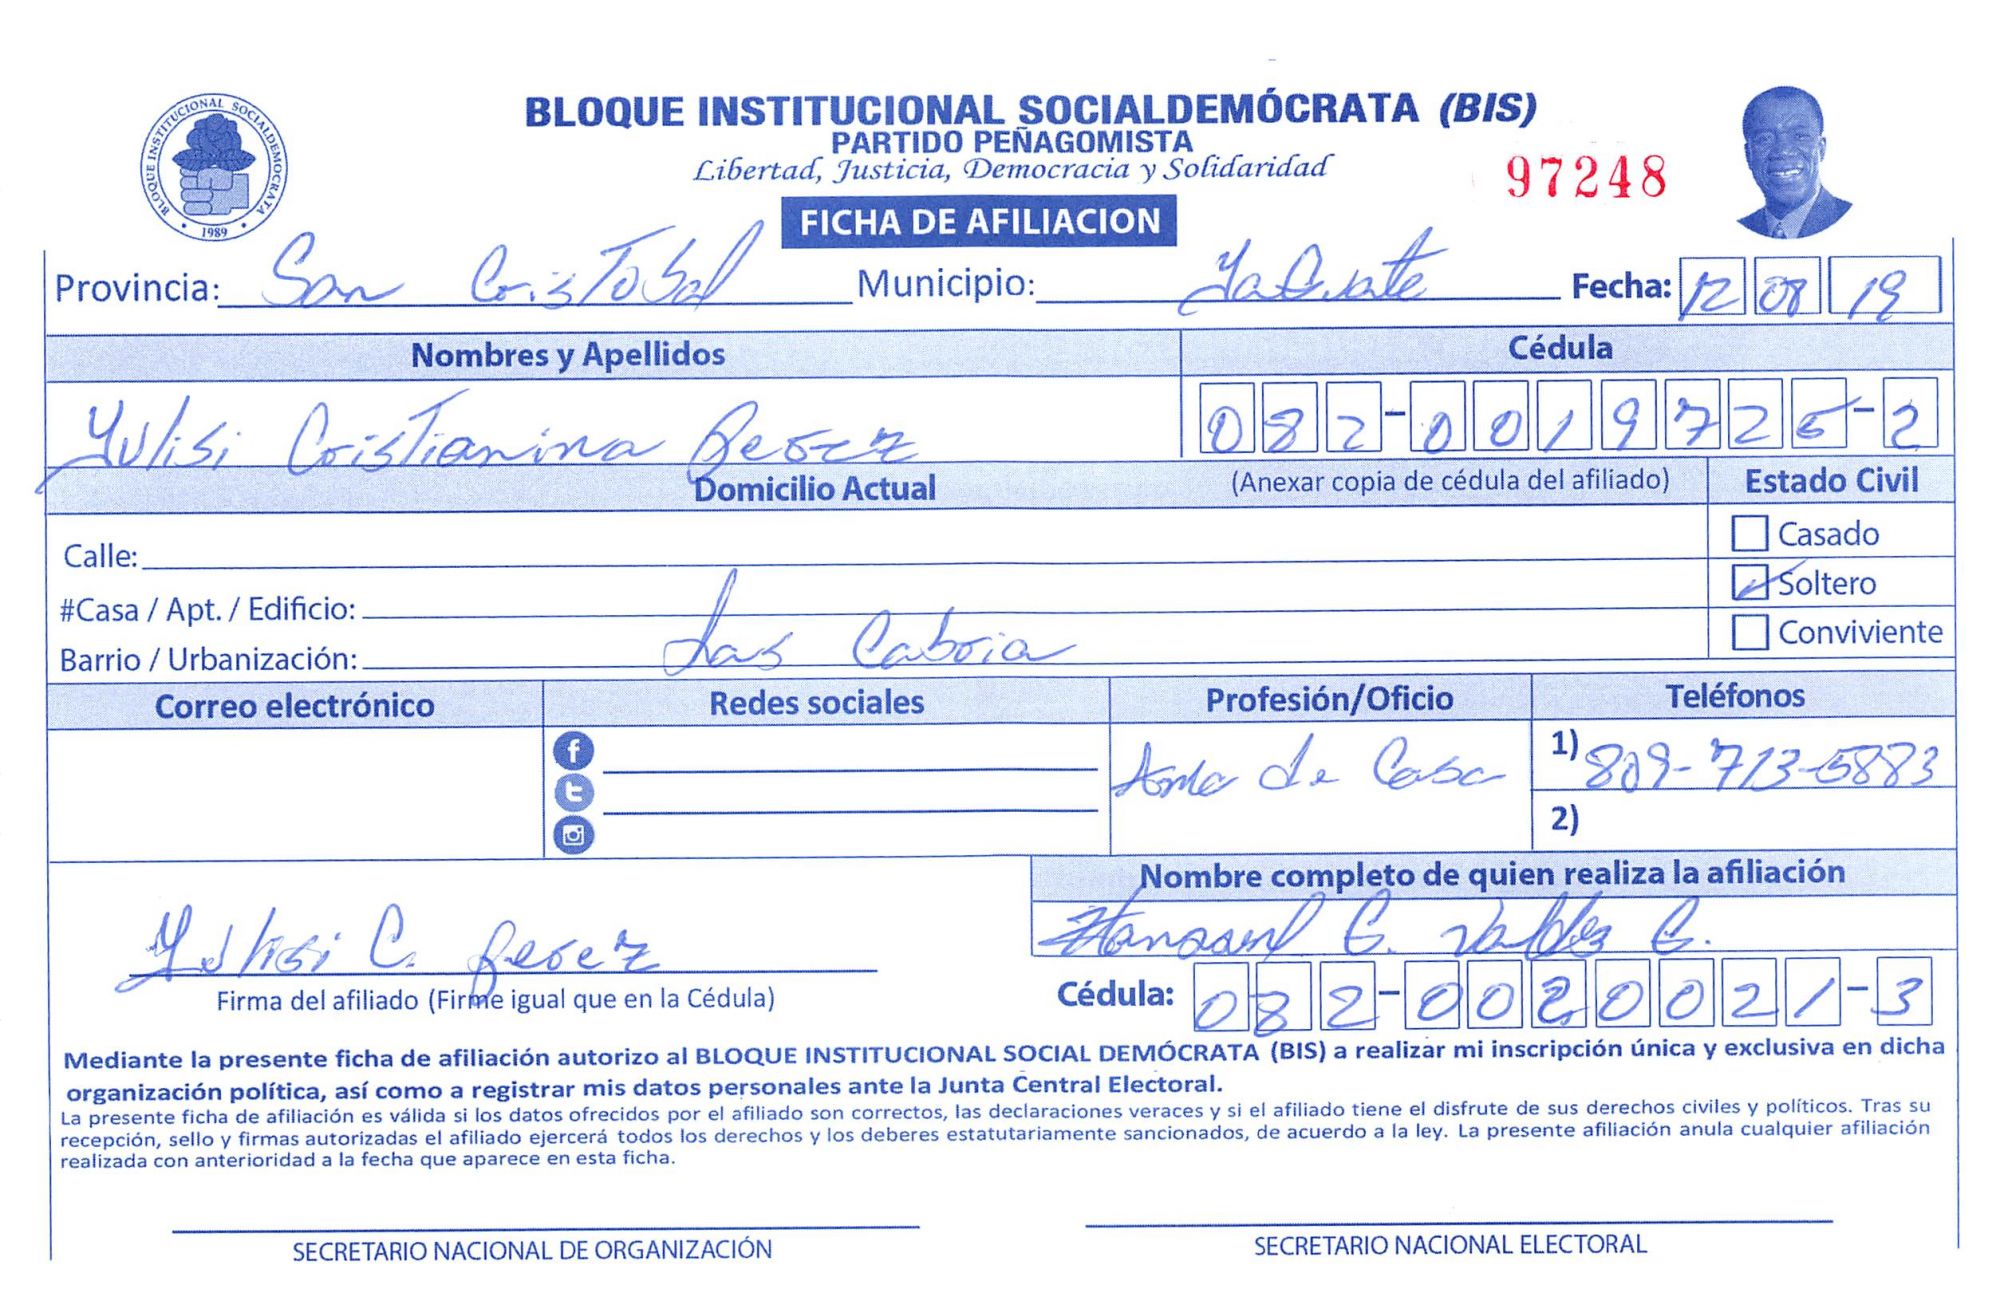 BLOQUE INSTITUCIONAL SOCIALDEMOCRATA
1989
BLOQUE INSTITUCIONAL SOCIALDEMÓCRATA (BIS)
PARTIDO PEÑAGOMISTA
Libertad, Justicia, Democracia y Solidaridad
97248
FICHA DE AFILIACION
Provincia: San Cristobal Municipio: Yaguate Fecha: 12 08 19
Nombres y Apellidos Cédula
Yulisi Cristianina Perez 082-0019725-2
Domicilio Actual (Anexar copia de cédula del afiliado) Estado Civil
Calle: Casado
#Casa / Apt. / Edificio: Soltero
Barrio / Urbanización: Las Cabria Conviviente
Correo electrónico Redes sociales Profesión/Oficio Teléfonos
Ama de Casa 1) 809-713-5883
2)
Nombre completo de quien realiza la afiliación
G. Valdez G.
Yulisi C. Perez
Firma del afiliado (Firme igual que en la Cédula) Cédula: 082-0020021-3
Mediante la presente ficha de afiliación autorizo al BLOQUE INSTITUCIONAL SOCIAL DEMÓCRATA (BIS) a realizar mi inscripción única y exclusiva en dicha
organización política, así como a registrar mis datos personales ante la Junta Central Electoral.
La presente ficha de afiliación es válida si los datos ofrecidos por el afiliado son correctos, las declaraciones veraces y si el afiliado tiene el disfrute de sus derechos civiles y políticos. Tras su
recepción, sello y firmas autorizadas el afiliado ejercerá todos los derechos y los deberes estatutariamente sancionados, de acuerdo a la ley. La presente afiliación anula cualquier afiliación
realizada con anterioridad a la fecha que aparece en esta ficha.
SECRETARIO NACIONAL DE ORGANIZACIÓN SECRETARIO NACIONAL ELECTORAL